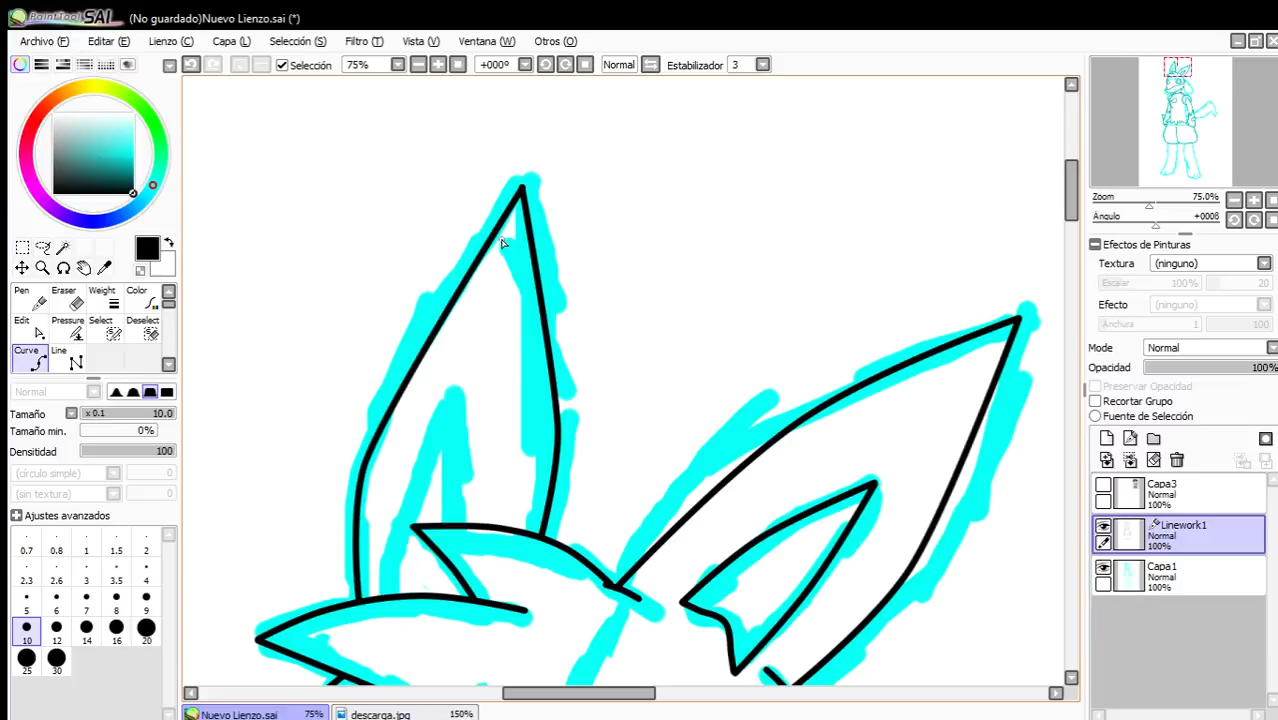 PaintTool SAI (No guardado)Nuevo Lienzo.sai (*)
Archivo (F) Editar (E) Lienzo (C) Capa (L) Selección (S) Filtro (T) Vista (V) Ventana (W) Otros (O)
Selección 75% +000º Normal Estabilizador 3
Zoom 75.0%
Ángulo +000º
Efectos de Pinturas
Textura (ninguno)
Escalar 100% 20
Efecto (ninguno)
Anchura 1 100
Mode Normal
Opacidad 100%
Preservar Opacidad
Recortar Grupo
Fuente de Selección
Capa3
Normal
100%
Linework1
Normal
100%
Capa1
Normal
100%
Pen Eraser Weight Color
Edit Pressure Select Deselect
Curve Line
Normal
Tamaño x 0.1 10.0
Tamaño min. 0%
Densitidad 100
(círculo simple) 0
(sin textura) 0
Ajustes avanzados
0.7 0.8 1 1.5 2
2.3 2.6 3 3.5 4
5 6 7 8 9
10 12 14 16 20
25 30
Nuevo Lienzo.sai 75% descarga.jpg 150%